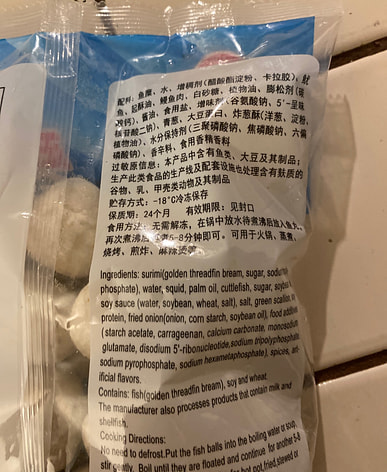 配料：鱼糜、水、增稠剂（醋酸酯淀粉、卡拉胶）、鱿
鱼、起酥油、鳗鱼肉、白砂糖、植物油、膨松剂（碳
酸钙）、酱油、食用盐、增味剂（谷氨酸钠、5'-呈味
核苷酸二钠）、青葱、大豆蛋白、炸葱酥（洋葱、淀粉、
植物油）、水分保持剂（三聚磷酸钠、焦磷酸钠、六偏
磷酸钠）、香辛料、食用香精香料
过敏原信息：本产品中含有鱼类、大豆及其制品；
生产此类食品的生产线及配套设施也处理含有麸质的
谷物、乳、甲壳类动物及其制品
贮存方式：-18°C冷冻保存
保质期：24个月 有效期限：见封口
食用方法：无需解冻，在锅中放水待煮沸后放入鱼丸，
再次煮沸后 5-8分钟即可。可用于火锅、蒸煮、
烧烤、煎炸、麻辣烫等
Ingredients: surimi(golden threadfin bream, sugar, sodium
phosphate), water, squid, palm oil, cuttlefish, sugar, soybea
soy sauce (water, soybean, wheat, salt), salt, green scallion, so
protein, fried onion(onion, corn starch, soybean oil), food additives
( starch acetate, carrageenan, calcium carbonate, monosodium
glutamate, disodium 5'-ribonucleotide,sodium tripolyphosphate,
sodium pyrophosphate, sodium hexametaphosphate), spices, art-
ificial flavors.
Contains: fish(golden threadfin bream), soy and wheat.
The manufacturer also processes products that contain milk and
shellfish.
Cooking Directions:
No need to defrost.Put the fish balls into the boiling water of soup,
stir gently. Boil until they are floated and continue for another 5-8
hot pot,fried,stewed or